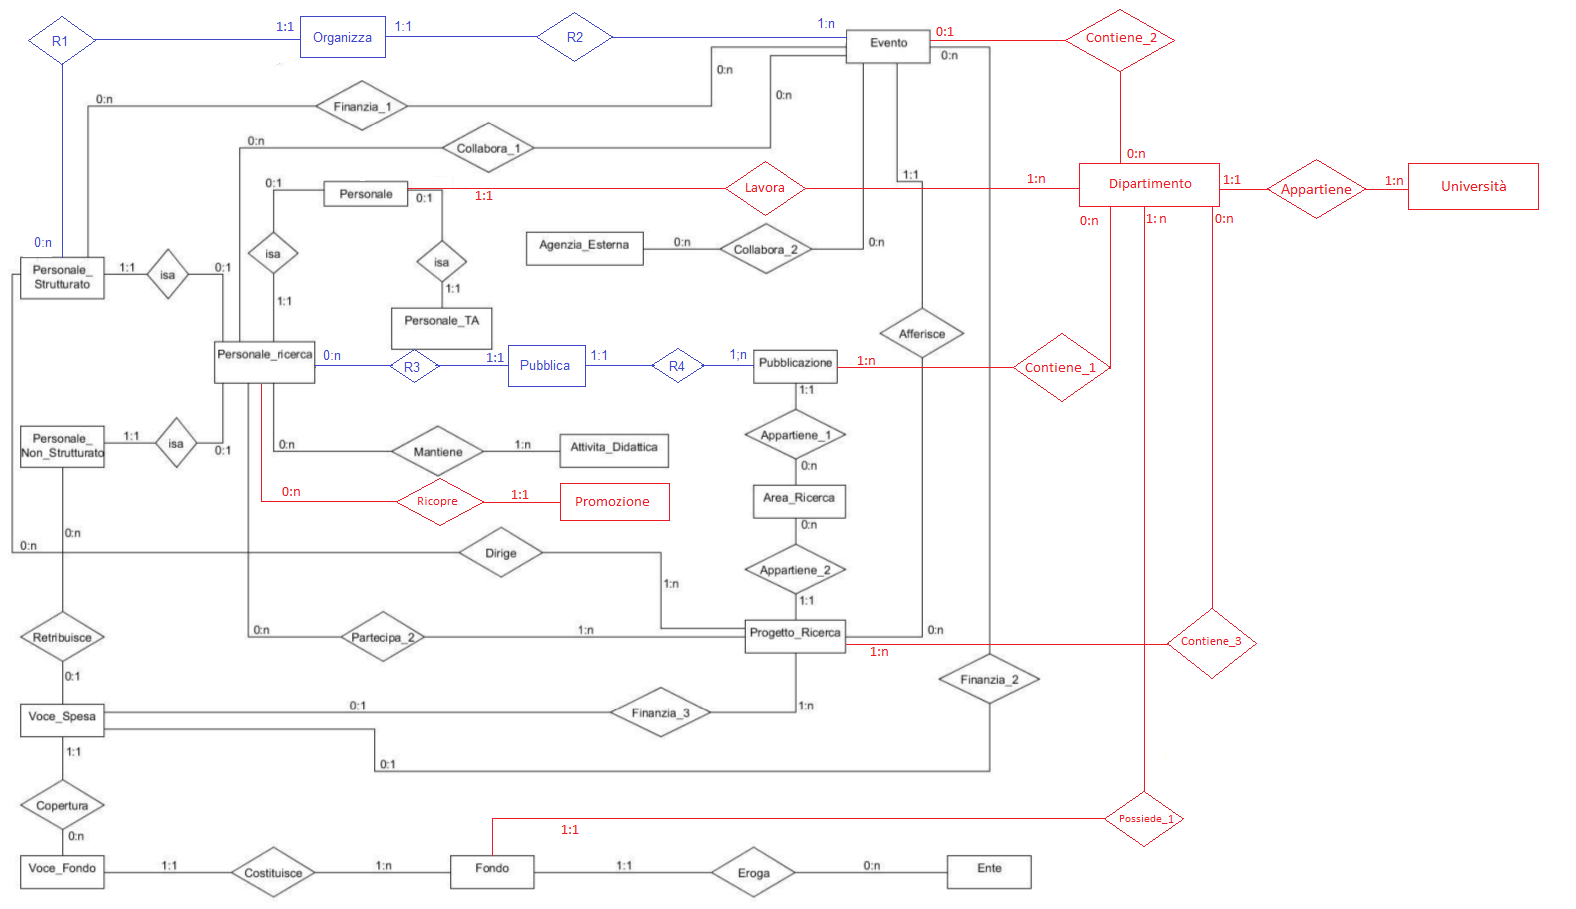 R1
1:1
Organizza
1:1
R2
1:n
Evento
0:1
0:n
Contiene_2
0:n
0:n
Finanzia_1
0:n
0:n
0:n
Collabora_1
0:1
Personale
0:1
1:1
Lavora
1:n
Dipartimento
1:1
Appartiene
1:n
Università
1:1
0:n
1: n
0:n
0:n
Personale_
Strutturato
1:1
isa
0:1
isa
isa
1:1
1:1
Agenzia_Esterna
0:n
Collabora_2
0:n
Personale_TA
Afferisce
Personale_ricerca
0:n
R3
1:1
Pubblica
1:1
R4
1;n
Pubblicazione
1:n
Contiene_1
1:1
Personale_
Non_Strutturato
1:1
isa
0:1
0:n
Mantiene
1:n
Attivita_Didattica
Appartiene_1
0:n
0:n
Ricopre
1:1
Promozione
Area_Ricerca
0:n
0:n
0:n
Dirige
1:n
Appartiene_2
1:1
Retribuisce
0:n
Partecipa_2
1:n
Progetto_Ricerca
0:n
1:n
Contiene_3
0:1
Finanzia_2
Voce_Spesa
0:1
Finanzia_3
1:n
1:1
0:1
Copertura
0:n
1:1
Possiede_1
Voce_Fondo
1:1
Costituisce
1:n
Fondo
1:1
Eroga
0:n
Ente